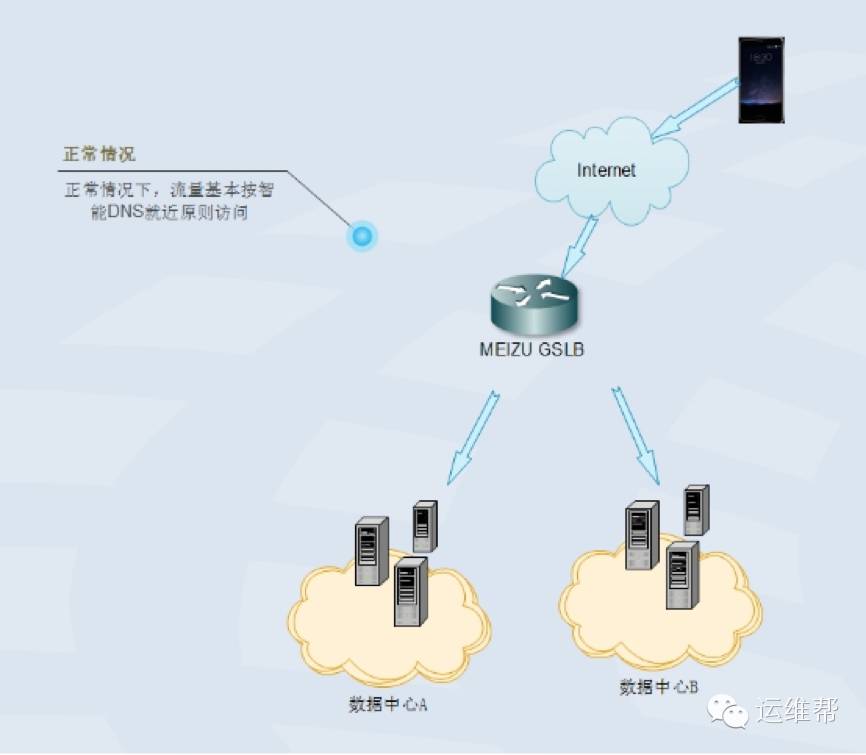 正常情况
正常情况下，流量基本按智
能DNS就近原则访问
Internet
MEIZU GSLB
数据中心A
数据中心B
运维帮